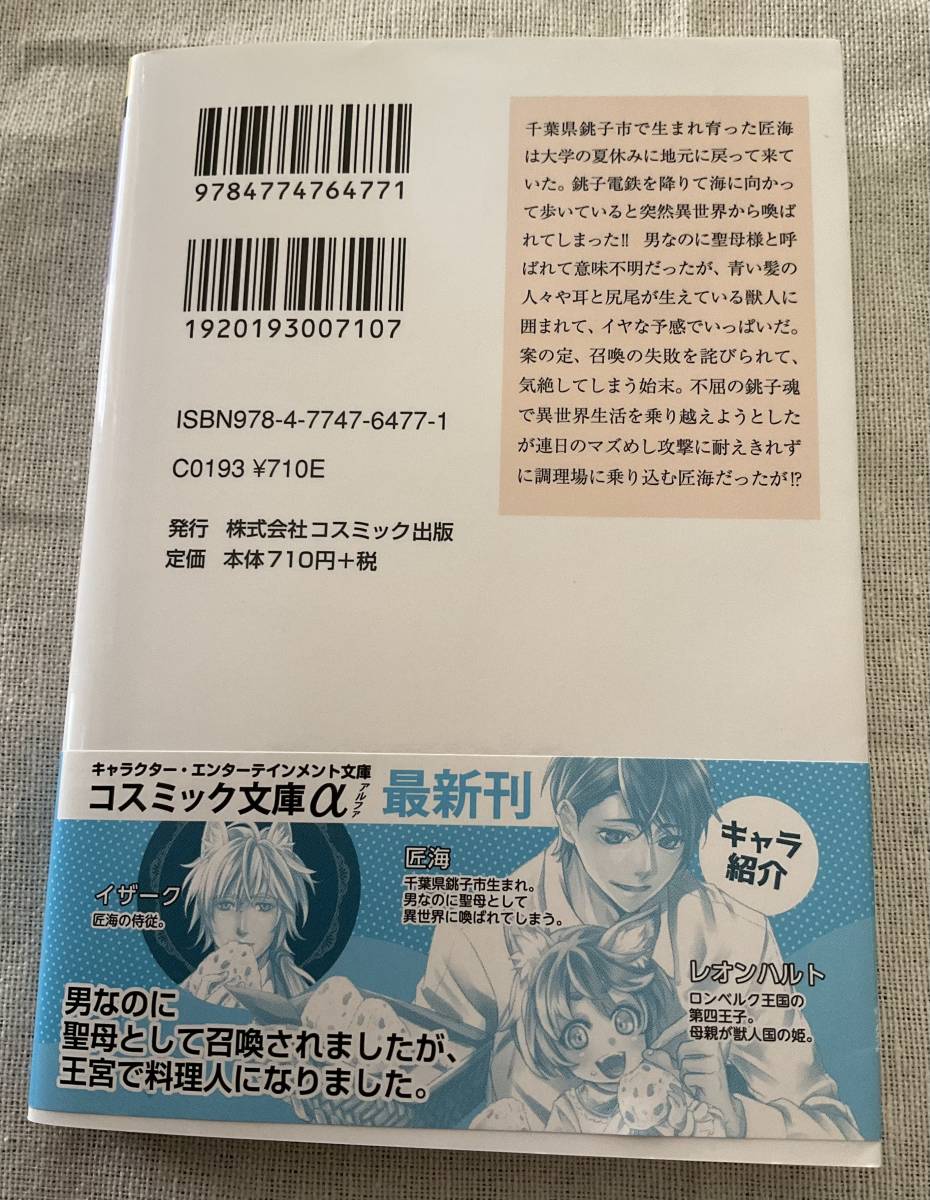 9784774764771
1920193007107
ISBN978-4-7747-6477-1
C0193 ¥710E
発行 株式会社コスミック出版
定価 本体710円+税
千葉県銚子市で生まれ育った匠海
は大学の夏休みに地元に戻って来て
いた。銚子電鉄を降りて海に向かっ
て歩いていると突然異世界から喚ば
れてしまった!! 男なのに聖母様と呼
ばれて意味不明だったが、青い髪の
人々や耳と尻尾が生えている獣人に
囲まれて、イヤな予感でいっぱいだ。
案の定、召喚の失敗を詫びられて、
気絶してしまう始末。不屈の銚子魂
で異世界生活を乗り越えようとした
が連日のマズめし攻撃に耐えきれず
に調理場に乗り込む匠海だったが!?
キャラクター・エンターテインメント文庫
コスミック文庫α アルファ 最新刊
キャラ
紹介
イザーク
匠海の侍従。
匠海
千葉県銚子市生まれ。
男なのに聖母として
異世界に喚ばれてしまう。
レオンハルト
ロンベルク王国の
第四王子。
母親が獣人国の姫。
男なのに
聖母として召喚されましたが、
王宮で料理人になりました。